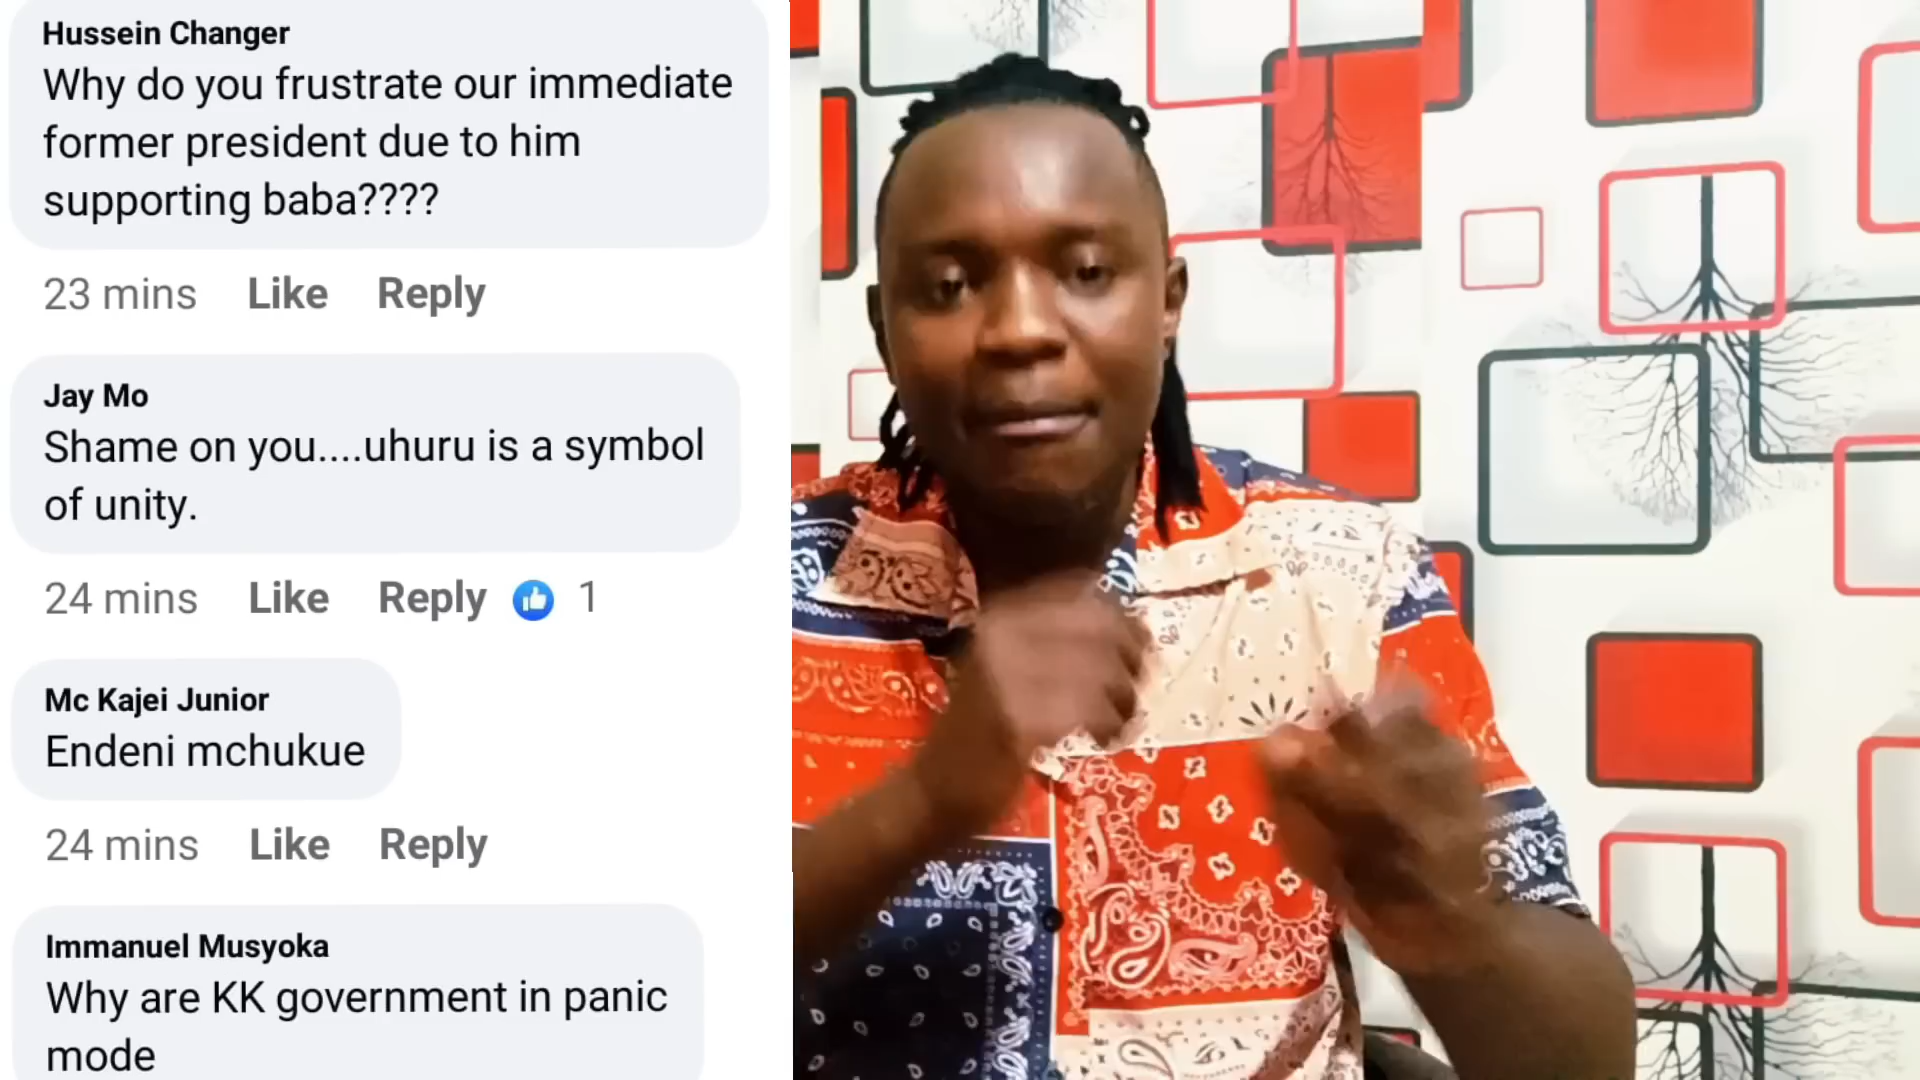 Hussein Changer
Why do you frustrate our immediate
former president due to him
supporting baba????
23 mins Like Reply
Jay Mo
Shame on you....uhuru is a symbol
of unity.
24 mins Like Reply 1
Mc Kajei Junior
Endeni mchukue
24 mins Like Reply
Immanuel Musyoka
Why are KK government in panic
mode